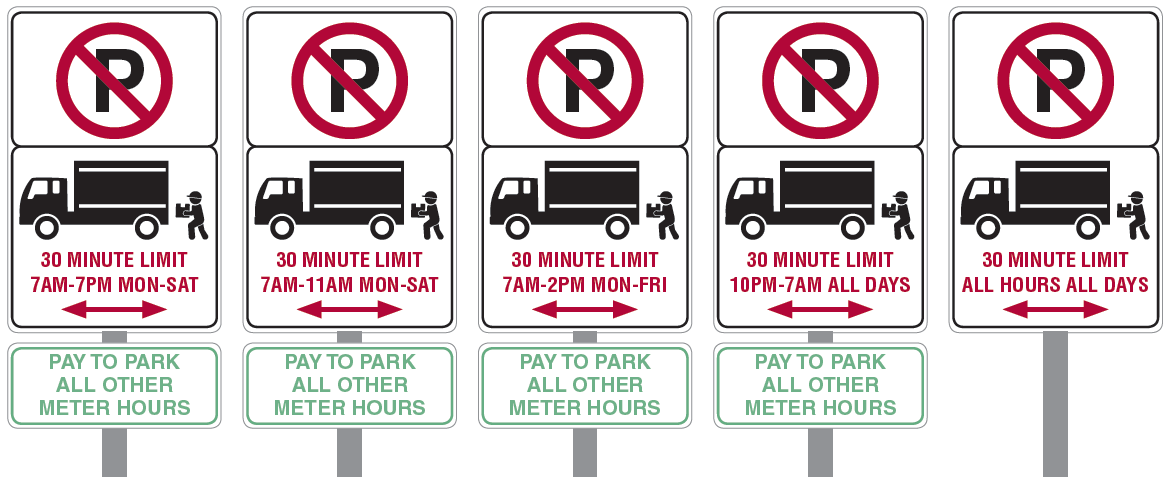 P
30 MINUTE LIMIT
7AM-7PM MON-SAT
PAY TO PARK
ALL OTHER
METER HOURS
P
30 MINUTE LIMIT
7AM-11AM MON-SAT
PAY TO PARK
ALL OTHER
METER HOURS
P
30 MINUTE LIMIT
7AM-2PM MON-FRI
PAY TO PARK
ALL OTHER
METER HOURS
P
30 MINUTE LIMIT
10PM-7AM ALL DAYS
PAY TO PARK
ALL OTHER
METER HOURS
P
30 MINUTE LIMIT
ALL HOURS ALL DAYS